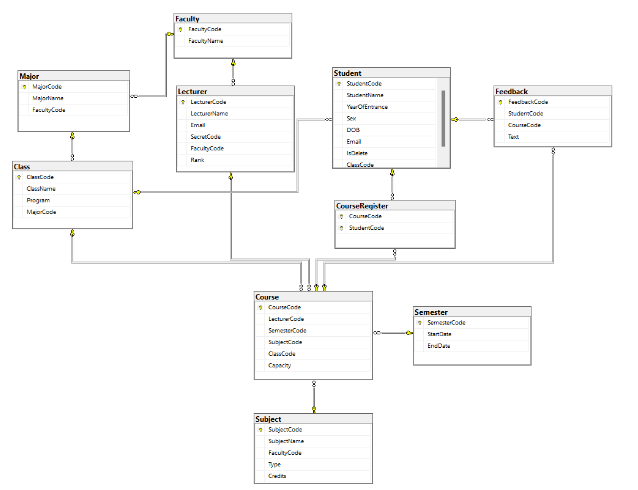 Faculty
FacultyCode
FacultyName
Major
MajorCode
MajorName
FacultyCode
Lecturer
LecturerCode
LecturerName
Email
SecretCode
FacultyCode
Rank
Student
StudentCode
StudentName
YearOfEntrance
Sex
DOB
Email
IsDelete
ClassCode
Feedback
FeedbackCode
StudentCode
CourseCode
Text
Class
ClassCode
ClassName
Program
MajorCode
CourseRegister
CourseCode
StudentCode
Course
CourseCode
LecturerCode
SemesterCode
SubjectCode
ClassCode
Capacity
Semester
SemesterCode
StartDate
EndDate
Subject
SubjectCode
SubjectName
FacultyCode
Type
Credits